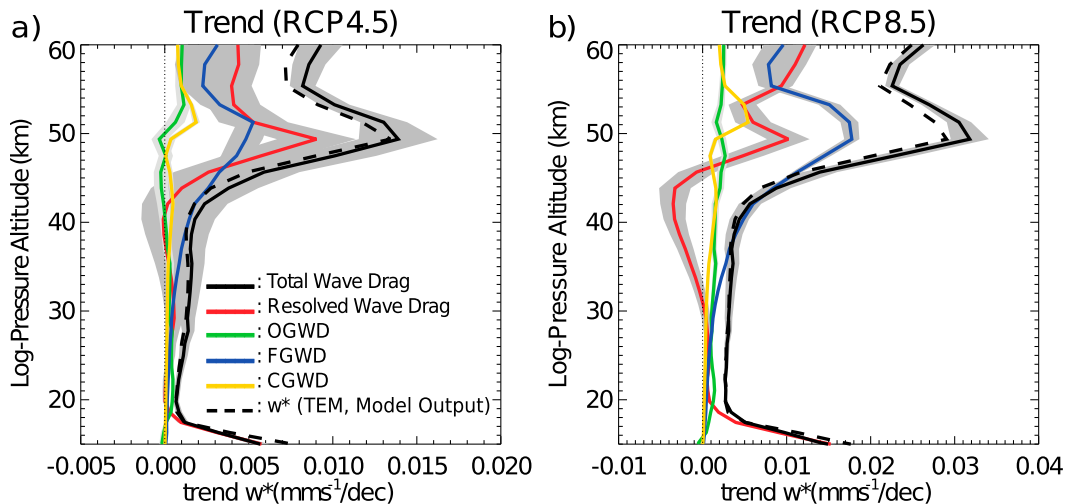 a) Trend (RCP4.5)
Log-Pressure Altitude (km)
60
50
40
30
20
: Total Wave Drag
: Resolved Wave Drag
: OGWD
: FGWD
: CGWD
: w* (TEM, Model Output)
-0.005 0.000 0.005 0.010 0.015 0.020
trend w*(mms⁻¹/dec)
b) Trend (RCP8.5)
Log-Pressure Altitude (km)
60
50
40
30
20
-0.01 0.00 0.01 0.02 0.03 0.04
trend w*(mms⁻¹/dec)